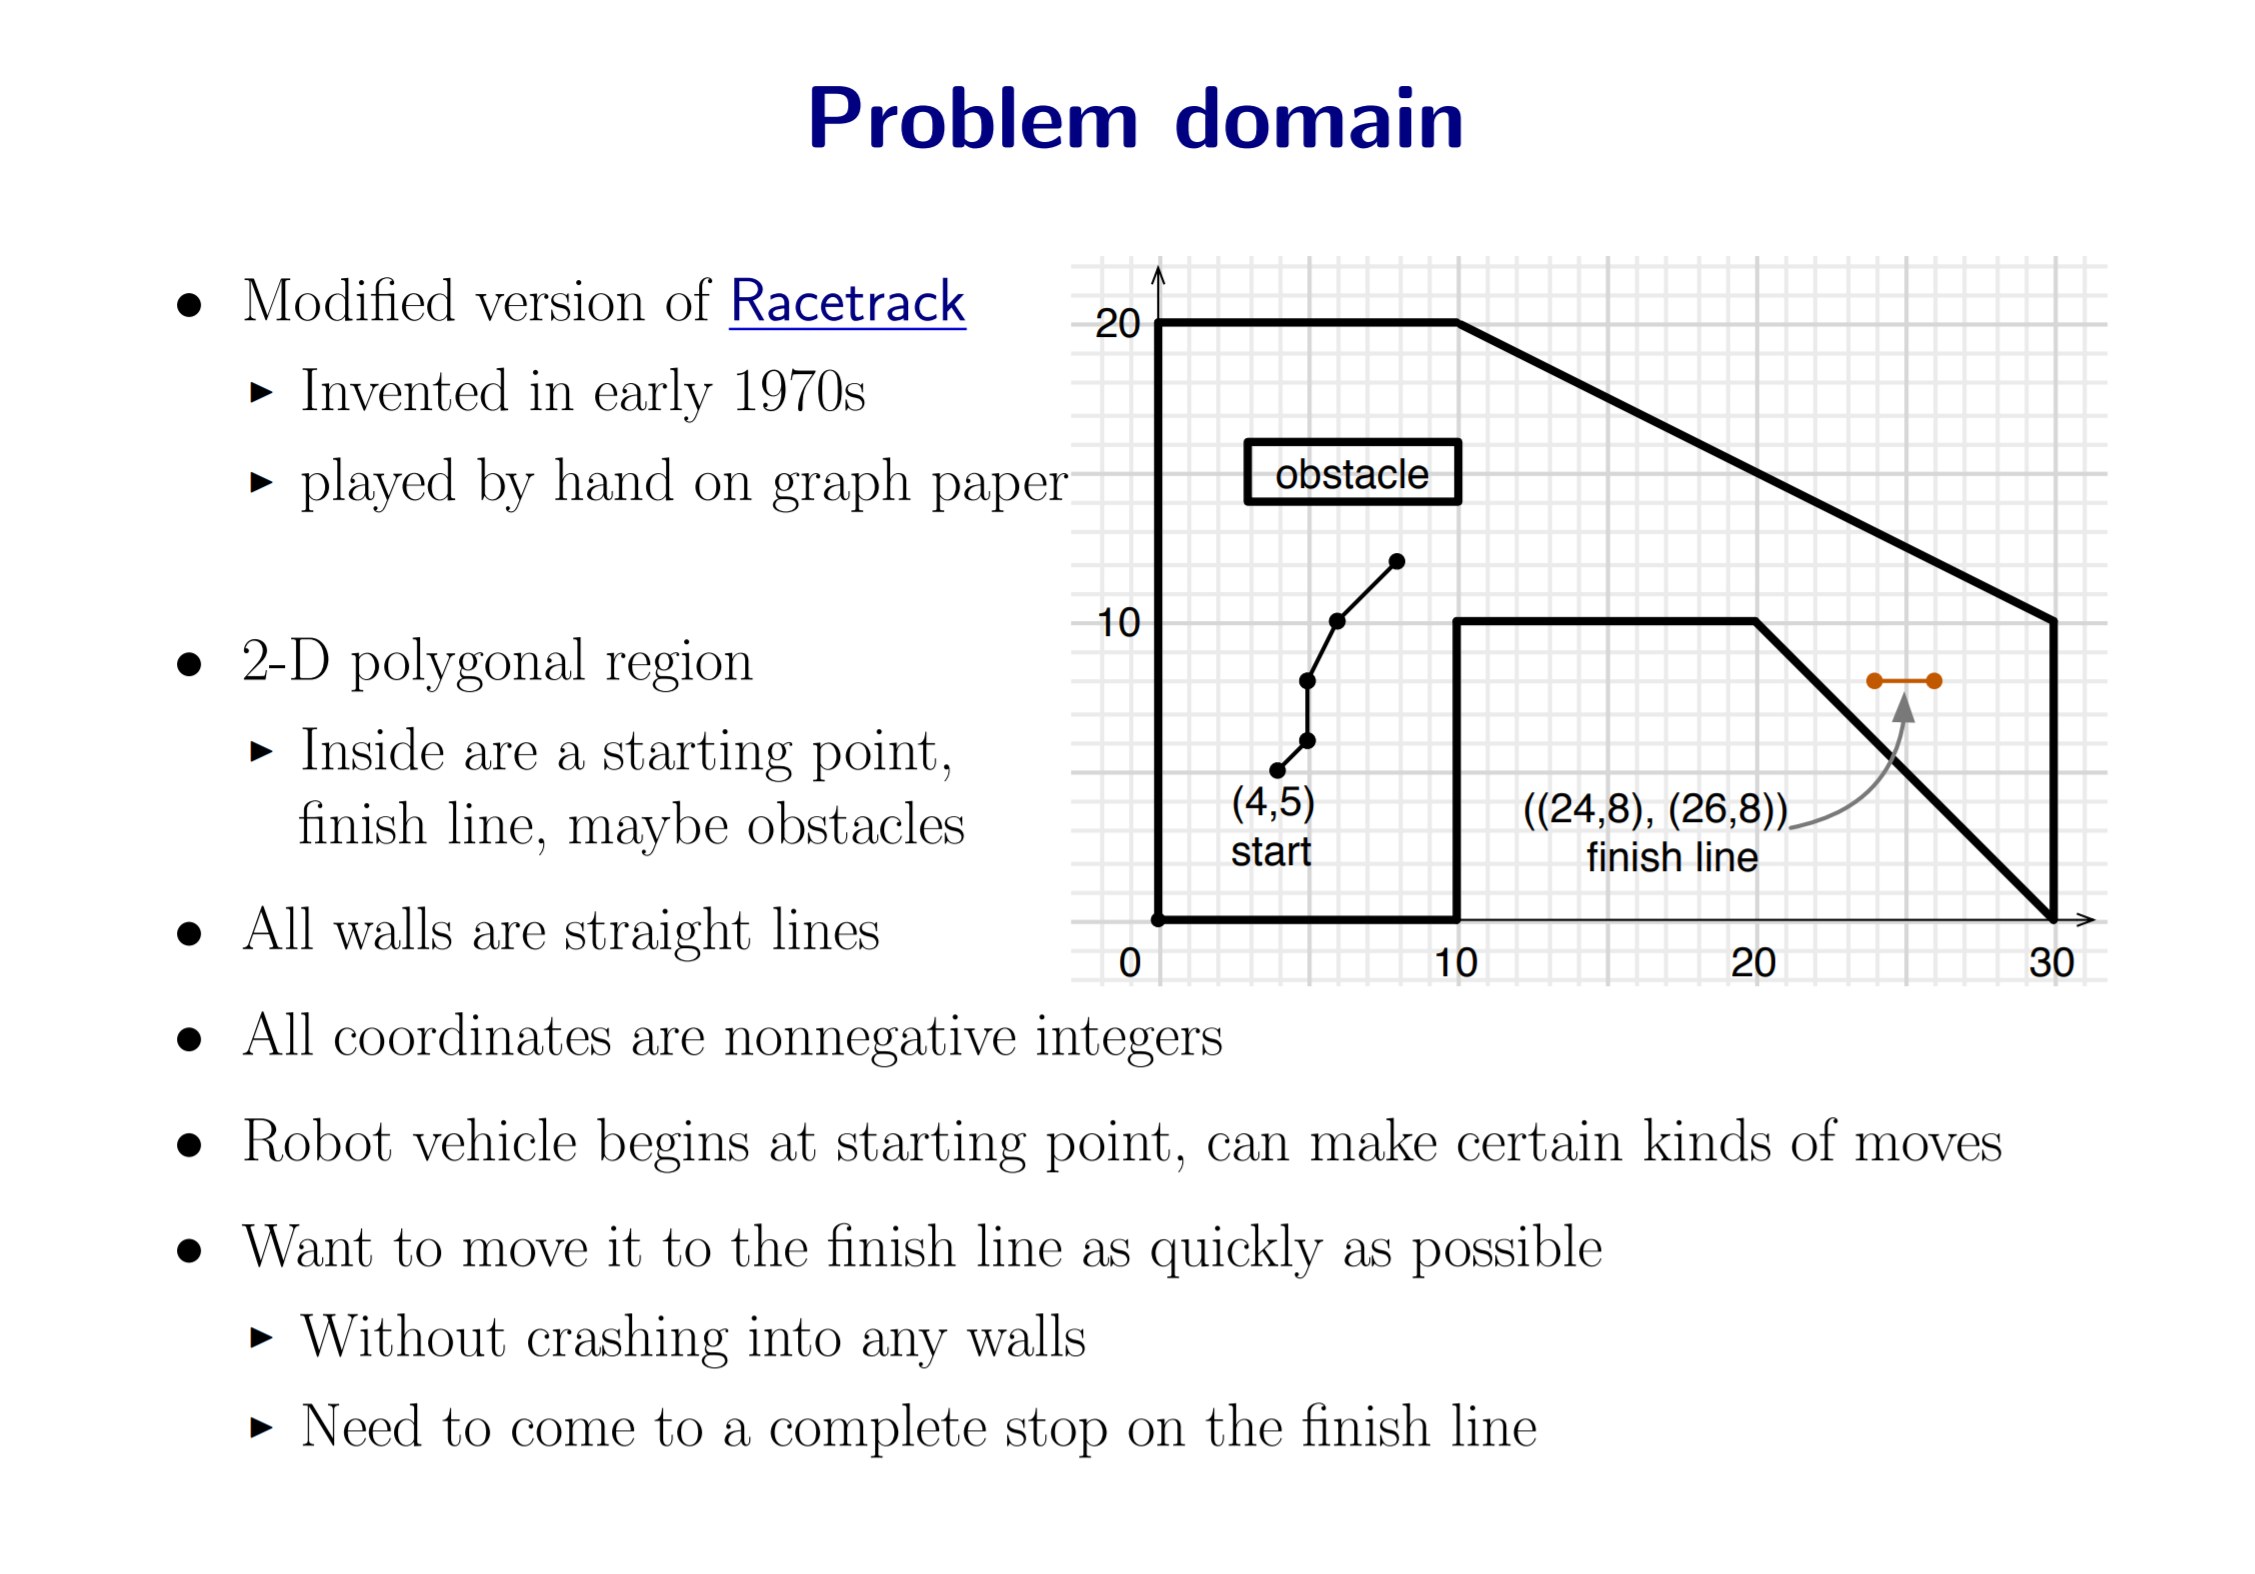 Problem domain
• Modified version of Racetrack
▶ Invented in early 1970s
▶ played by hand on graph paper
• 2-D polygonal region
▶ Inside are a starting point,
finish line, maybe obstacles
• All walls are straight lines
• All coordinates are nonnegative integers
• Robot vehicle begins at starting point, can make certain kinds of moves
• Want to move it to the finish line as quickly as possible
▶ Without crashing into any walls
▶ Need to come to a complete stop on the finish line
20
obstacle
10
(4,5)
start
((24,8), (26,8))
finish line
0 10 20 30